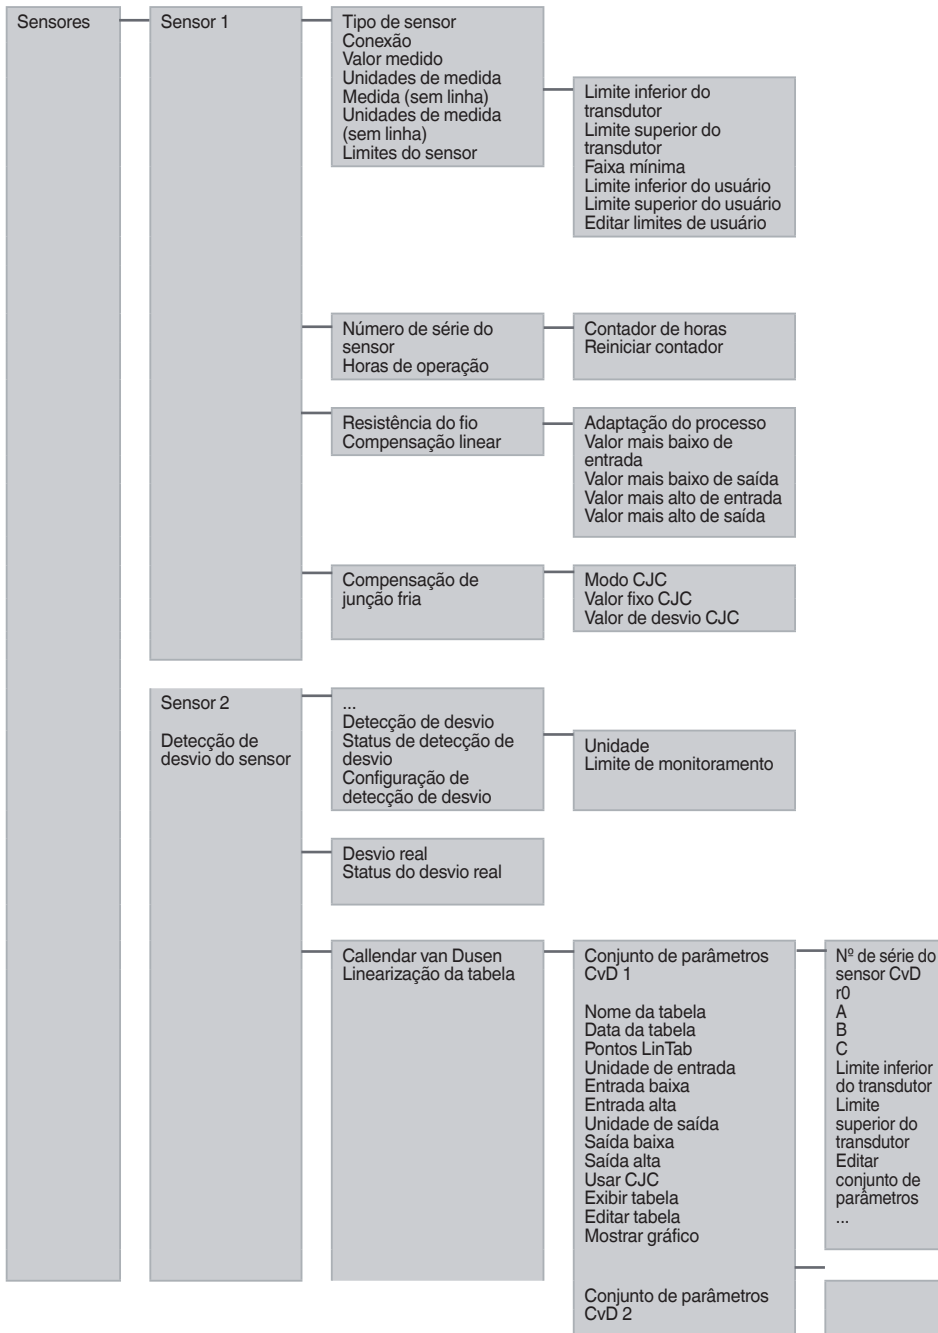 Sensores
Sensor 1
Tipo de sensor
Conexão
Valor medido
Unidades de medida
Medida (sem linha)
Unidades de medida
(sem linha)
Limites do sensor
Limite inferior do
transdutor
Limite superior do
transdutor
Faixa mínima
Limite inferior do usuário
Limite superior do usuário
Editar limites de usuário
Número de série do
sensor
Horas de operação
Contador de horas
Reiniciar contador
Resistência do fio
Compensação linear
Adaptação do processo
Valor mais baixo de
entrada
Valor mais baixo de saída
Valor mais alto de entrada
Valor mais alto de saída
Compensação de
junção fria
Modo CJC
Valor fixo CJC
Valor de desvio CJC
Sensor 2
Detecção de
desvio do sensor
...
Detecção de desvio
Status de detecção de
desvio
Configuração de
detecção de desvio
Unidade
Limite de monitoramento
Desvio real
Status do desvio real
Callendar van Dusen
Linearização da tabela
Conjunto de parâmetros
CvD 1
Nome da tabela
Data da tabela
Pontos LinTab
Unidade de entrada
Entrada baixa
Entrada alta
Unidade de saída
Saída baixa
Saída alta
Usar CJC
Exibir tabela
Editar tabela
Mostrar gráfico
Conjunto de parâmetros
CvD 2
Nº de série do
sensor CvD
r0
A
B
C
Limite inferior
do transdutor
Limite
superior do
transdutor
Editar
conjunto de
parâmetros
...